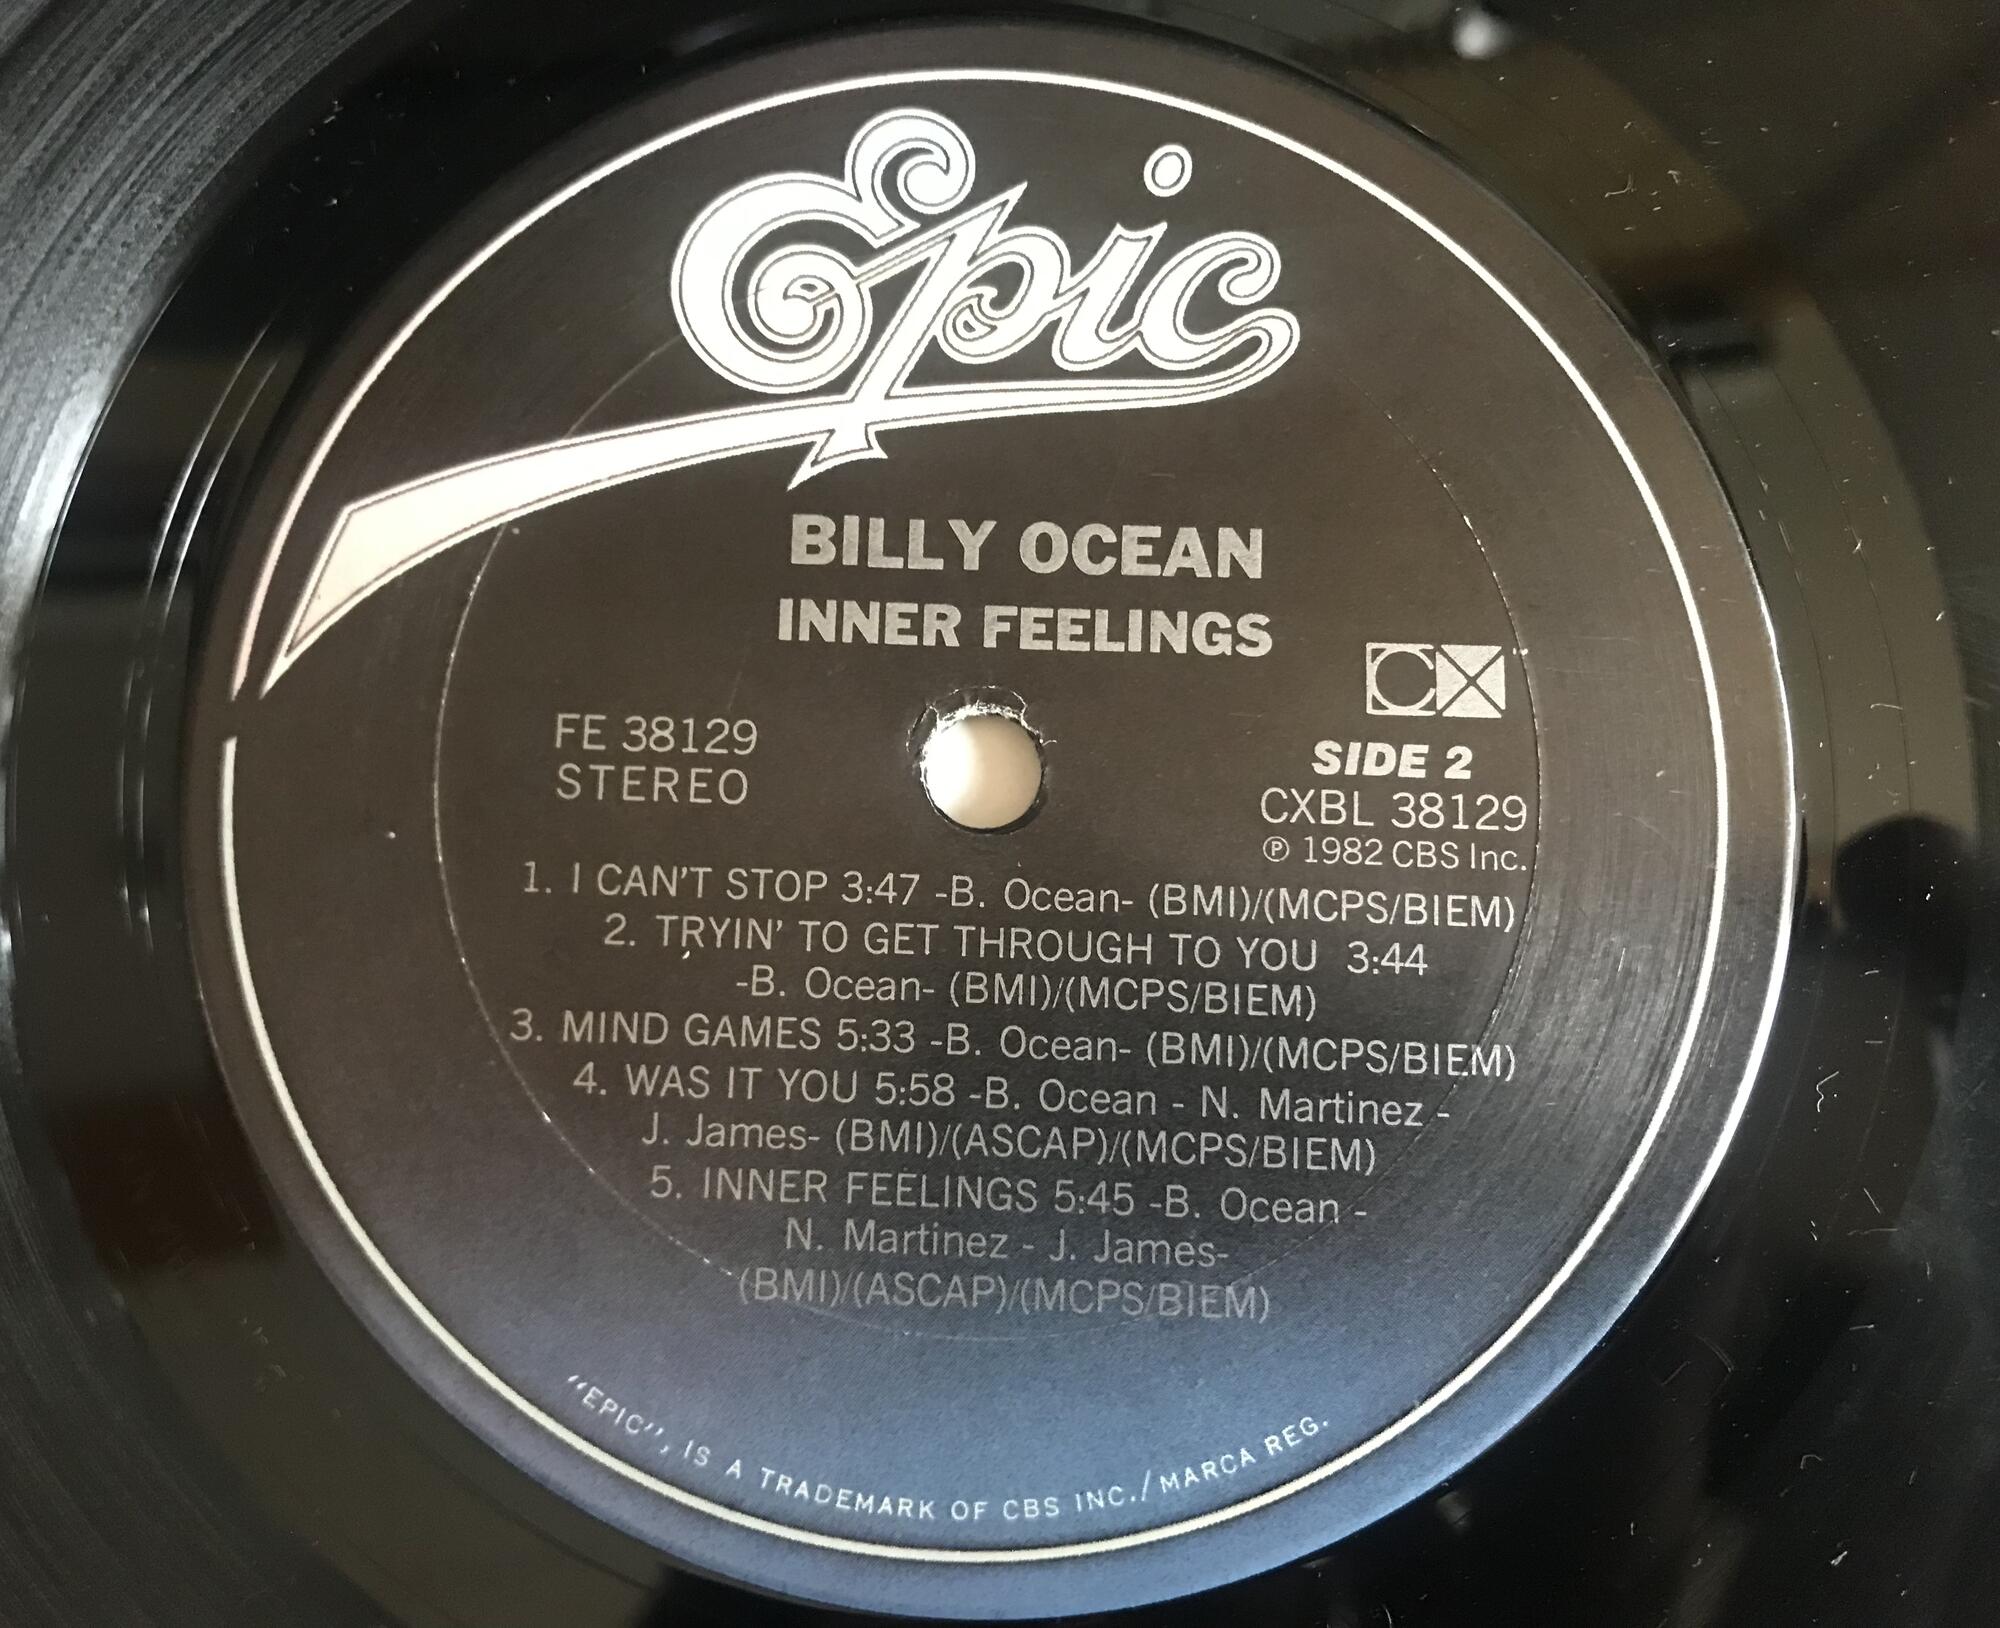 Epic
BILLY OCEAN
INNER FEELINGS
CX
FE 38129
STEREO
SIDE 2
CXBL 38129
℗ 1982 CBS Inc.
1. I CAN'T STOP 3:47 -B. Ocean- (BMI)/(MCPS/BIEM)
2. TRYIN' TO GET THROUGH TO YOU 3:44
-B. Ocean- (BMI)/(MCPS/BIEM)
3. MIND GAMES 5:33 -B. Ocean- (BMI)/(MCPS/BIEM)
4. WAS IT YOU 5:58 -B. Ocean - N. Martinez -
J. James- (BMI)/(ASCAP)/(MCPS/BIEM)
5. INNER FEELINGS 5:45 -B. Ocean -
N. Martinez - J. James-
(BMI)/(ASCAP)/(MCPS/BIEM)
"EPIC", IS A TRADEMARK OF CBS INC./MARCA REG.